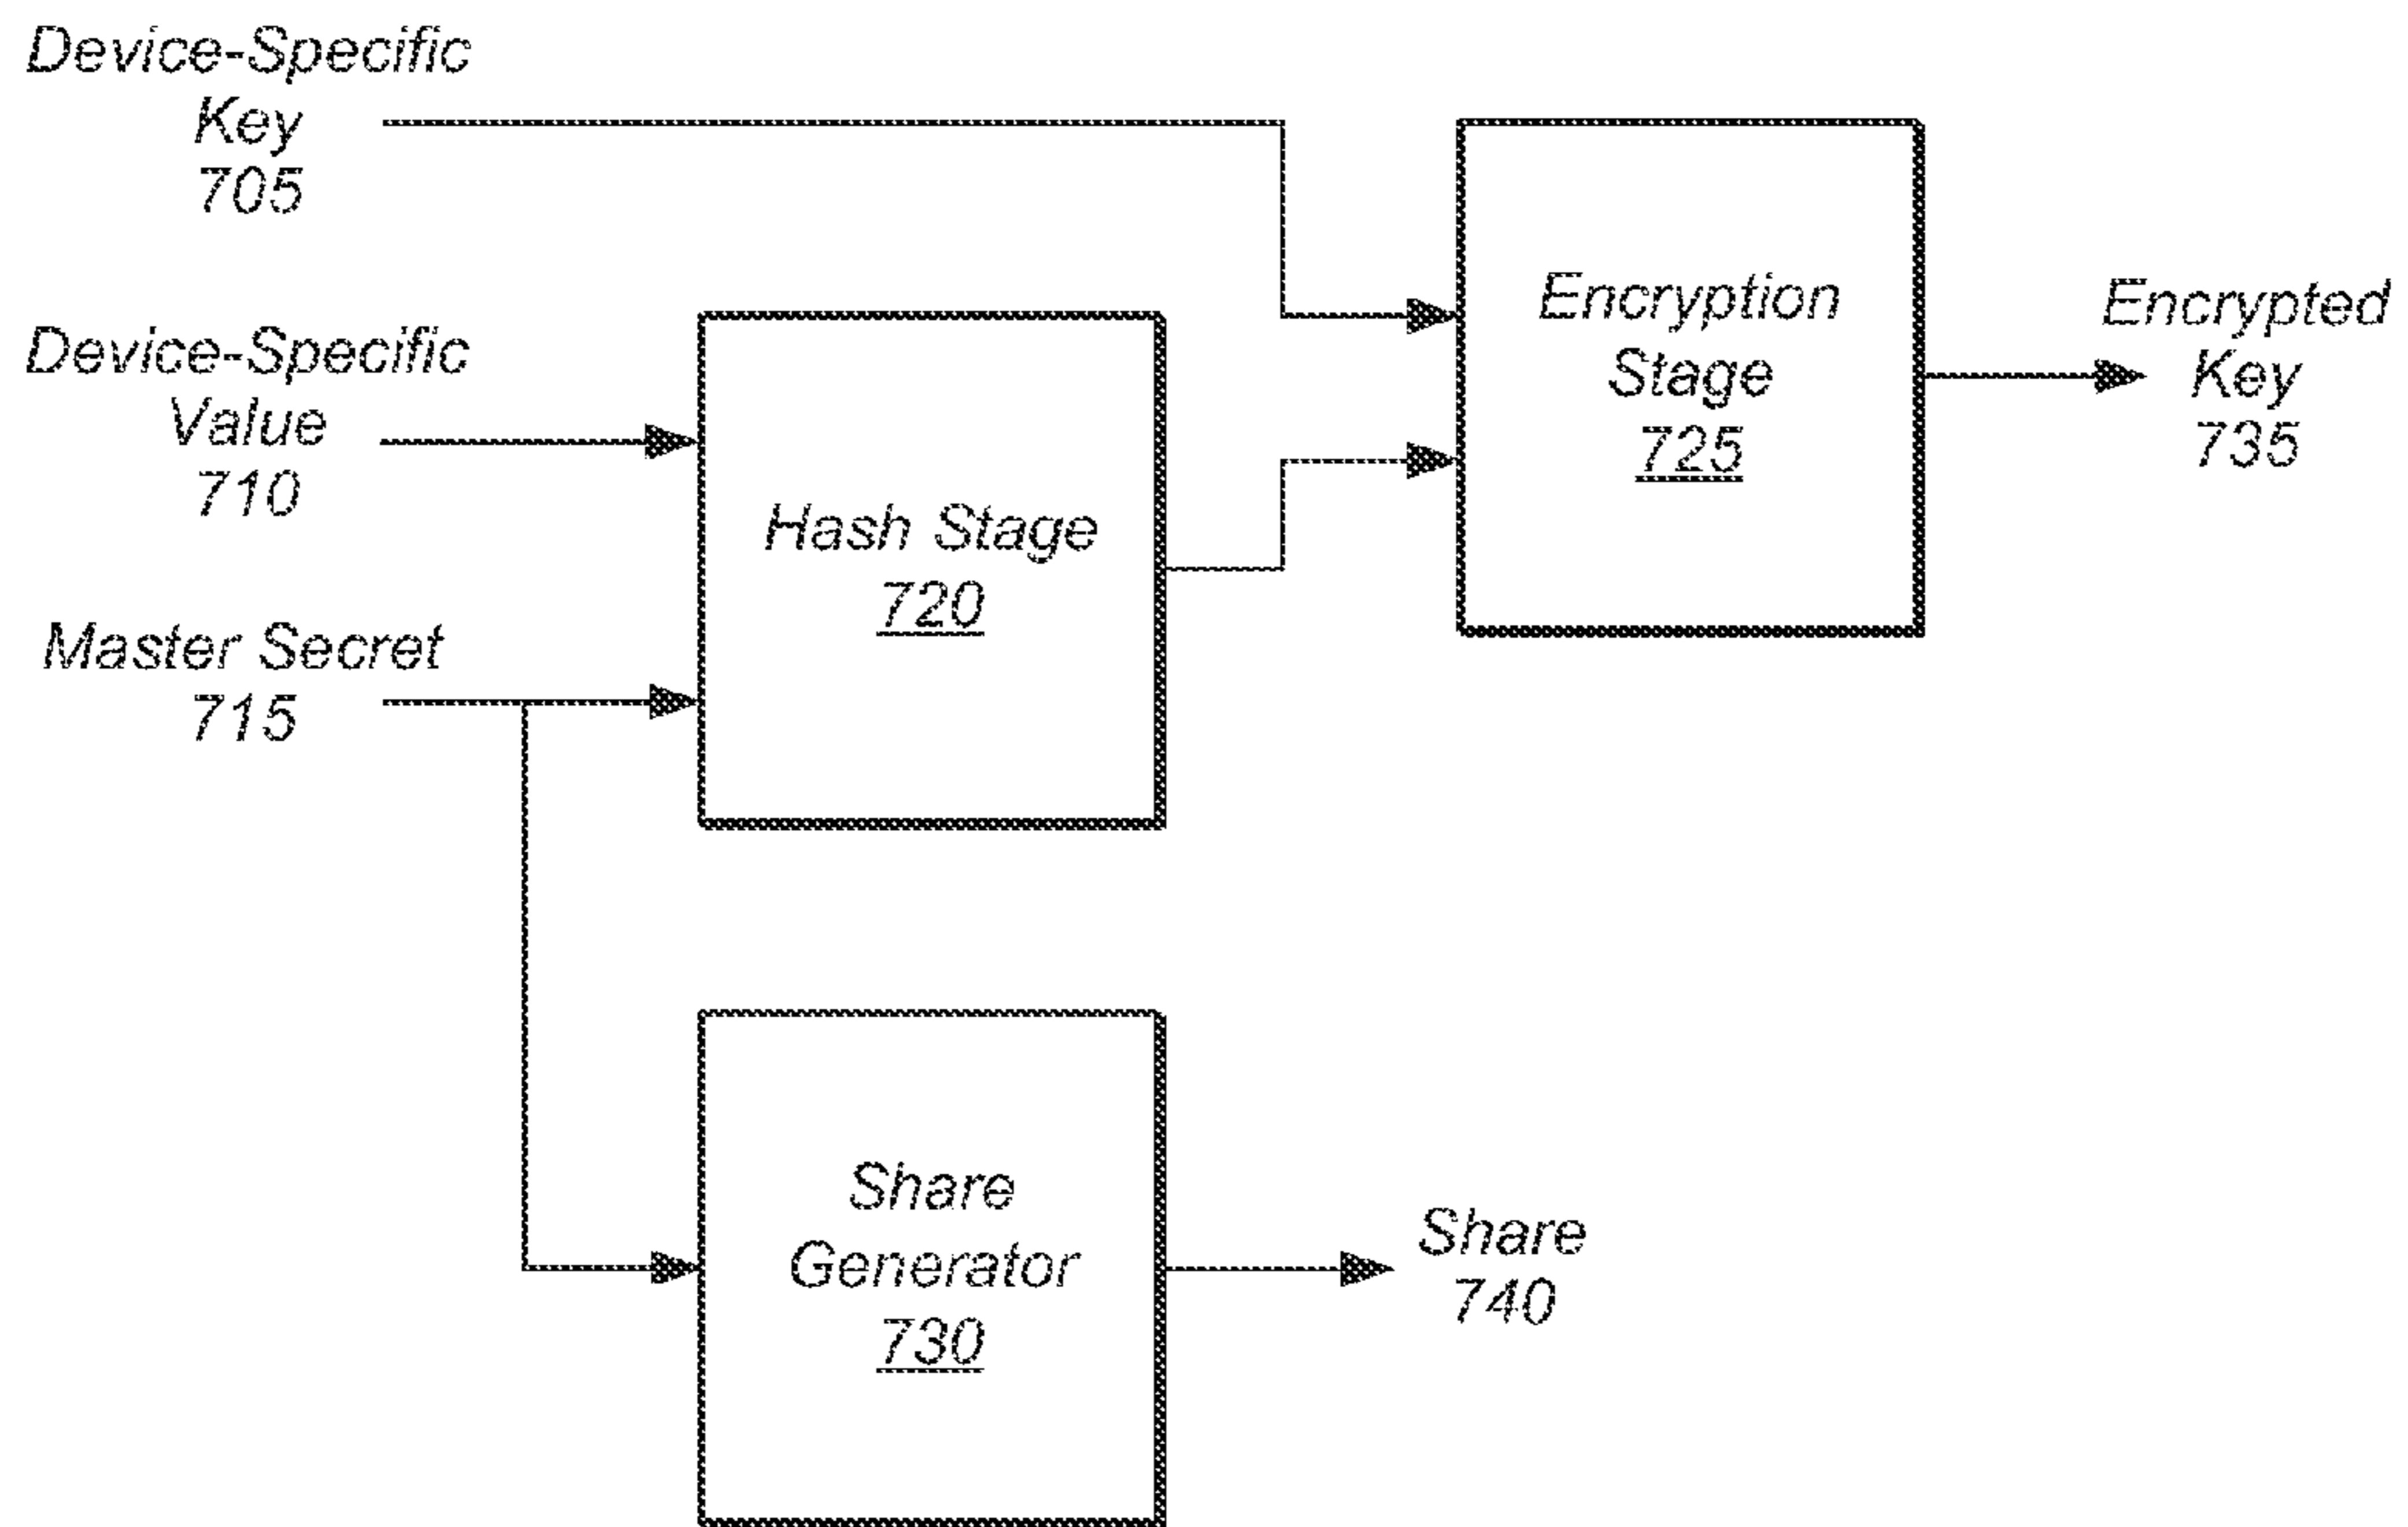 Device-Specific
Key
705
Device-Specific
Value
710
Master Secret
715
Hash Stage
720
Encryption
Stage
725
Encrypted
Key
735
Share
Generator
730
Share
740